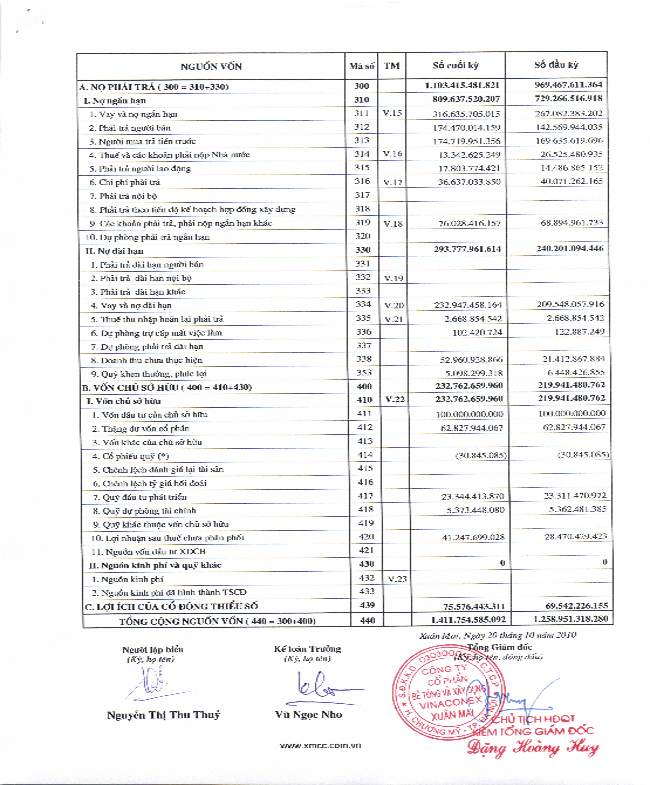 NGUỒN VỐN Mã số TM Số cuối kỳ Số đầu kỳ
A. NỢ PHẢI TRẢ ( 300 = 310+330) 300 1.103.415.481.821 969.467.611.364
I. Nợ ngắn hạn 310 809.637.520.207 729.266.516.918
1. Vay và nợ ngắn hạn 311 V.15 316.635.705.015 267.082.383.202
2. Phải trả người bán 312 174.470.014.159 142.569.944.035
3. Người mua trả tiền trước 313 174.719.951.356 169.635.619.696
4. Thuế và các khoản phải nộp Nhà nước 314 V.16 13.342.625.249 26.525.480.935
5. Phải trả người lao động 315 17.803.774.421 14.486.865.152
6. Chi phí phải trả 316 V.17 36.637.033.850 40.071.262.165
7. Phải trả nội bộ 317
8. Phải trả theo tiến độ kế hoạch hợp đồng xây dựng 318
9. Các khoản phải trả, phải nộp ngắn hạn khác 319 V.18 76.028.416.157 68.894.961.733
10. Dự phòng phải trả ngắn hạn 320
II. Nợ dài hạn 330 293.777.961.614 240.201.094.446
1. Phải trả dài hạn người bán 331
2. Phải trả dài hạn nội bộ 332 V.19
3. Phải trả dài hạn khác 333
4. Vay và nợ dài hạn 334 V.20 232.947.458.164 209.548.057.916
5. Thuế thu nhập hoãn lại phải trả 335 V.21 2.668.854.542 2.668.854.542
6. Dự phòng trợ cấp mất việc làm 336 102.420.724 122.887.249
7. Dự phòng phải trả dài hạn 337
8. Doanh thu chưa thực hiện 338 52.960.928.866 21.412.867.884
9. Quỹ khen thưởng, phúc lợi 353 5.098.299.318 6.448.426.855
B. VỐN CHỦ SỞ HỮU ( 400 = 410+430) 400 232.762.659.960 219.941.480.762
I. Vốn chủ sở hữu 410 V.22 232.762.659.960 219.941.480.762
1. Vốn đầu tư của chủ sở hữu 411 100.000.000.000 100.000.000.000
2. Thặng dư vốn cổ phần 412 62.827.944.067 62.827.944.067
3. Vốn khác của chủ sở hữu 413
4. Cổ phiếu quỹ (*) 414 (30.845.085) (30.845.085)
5. Chênh lệch đánh giá lại tài sản 415
6. Chênh lệch tỷ giá hối đoái 416
7. Quỹ đầu tư phát triển 417 23.344.413.870 23.311.470.972
8. Quỹ dự phòng tài chính 418 5.373.448.080 5.362.481.385
9. Quỹ khác thuộc vốn chủ sở hữu 419
10. Lợi nhuận sau thuế chưa phân phối 420 41.247.699.028 28.470.429.423
11. Nguồn vốn đầu tư XDCB 421
II. Nguồn kinh phí và quỹ khác 430 0 0
1. Nguồn kinh phí 432 V.23
2. Nguồn kinh phí đã hình thành TSCĐ 433
C. LỢI ÍCH CỦA CỔ ĐÔNG THIỂU SỐ 439 75.576.443.311 69.542.226.155
TỔNG CỘNG NGUỒN VỐN ( 440 = 300+400) 440 1.411.754.585.092 1.258.951.318.280
Xuân Mai, Ngày 20 tháng 10 năm 2010
Người lập biểu Kế toán Trưởng Tổng Giám đốc
(Ký, họ tên) (Ký, họ tên) (Ký, họ tên, đóng dấu)
CÔNG TY
CỔ PHẦN
BÊ TÔNG VÀ XÂY DỰNG
VINACONEX
XUÂN MAI
H. CHƯƠNG MỸ - TP. HÀ NỘI
Nguyễn Thị Thu Thuỷ Vũ Ngọc Nho
CHỦ TỊCH HĐQT
KIÊM TỔNG GIÁM ĐỐC
Đặng Hoàng Huy
www.xmcc.com.vn